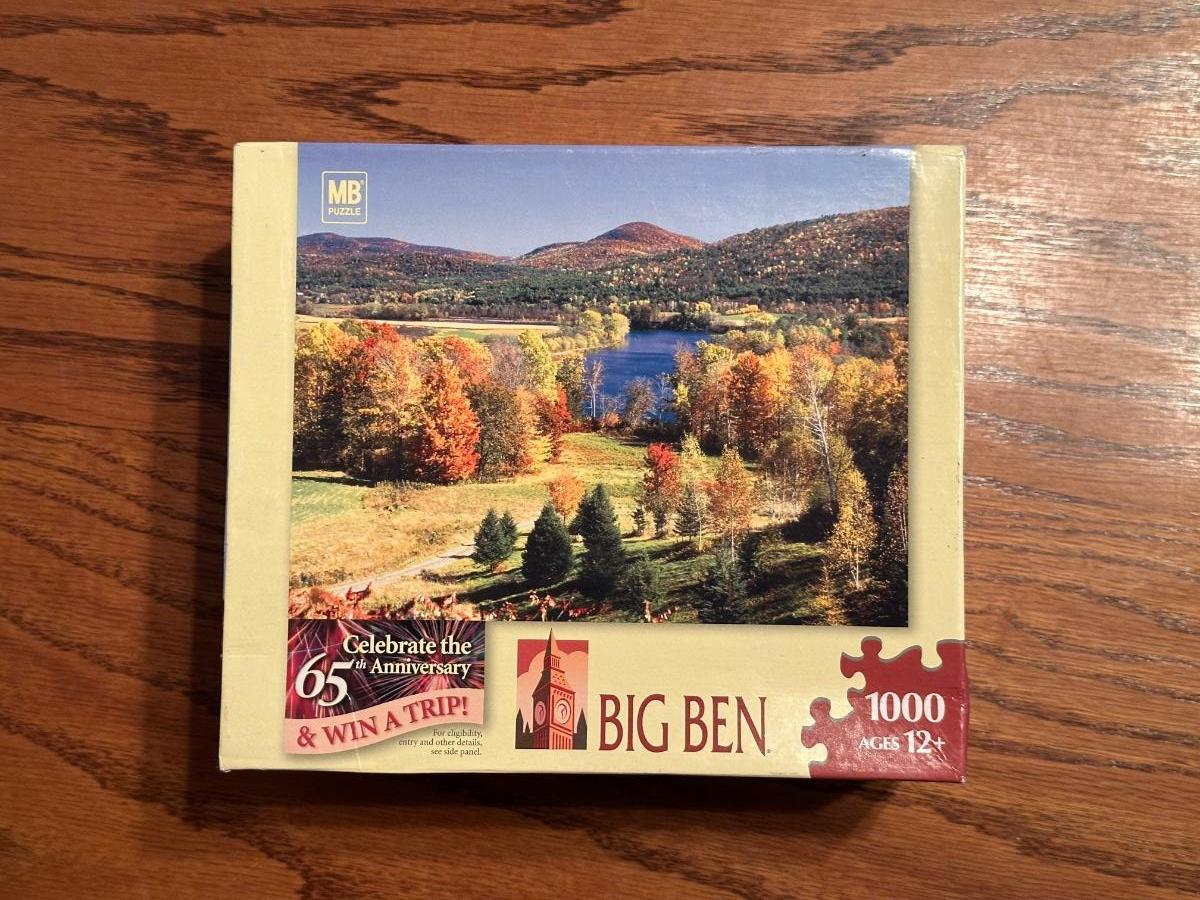 MB®
PUZZLE
Celebrate the
65th Anniversary
& WIN A TRIP!
For eligibility,
entry and other details,
see side panel.
BIG BEN®
1000
AGES 12+